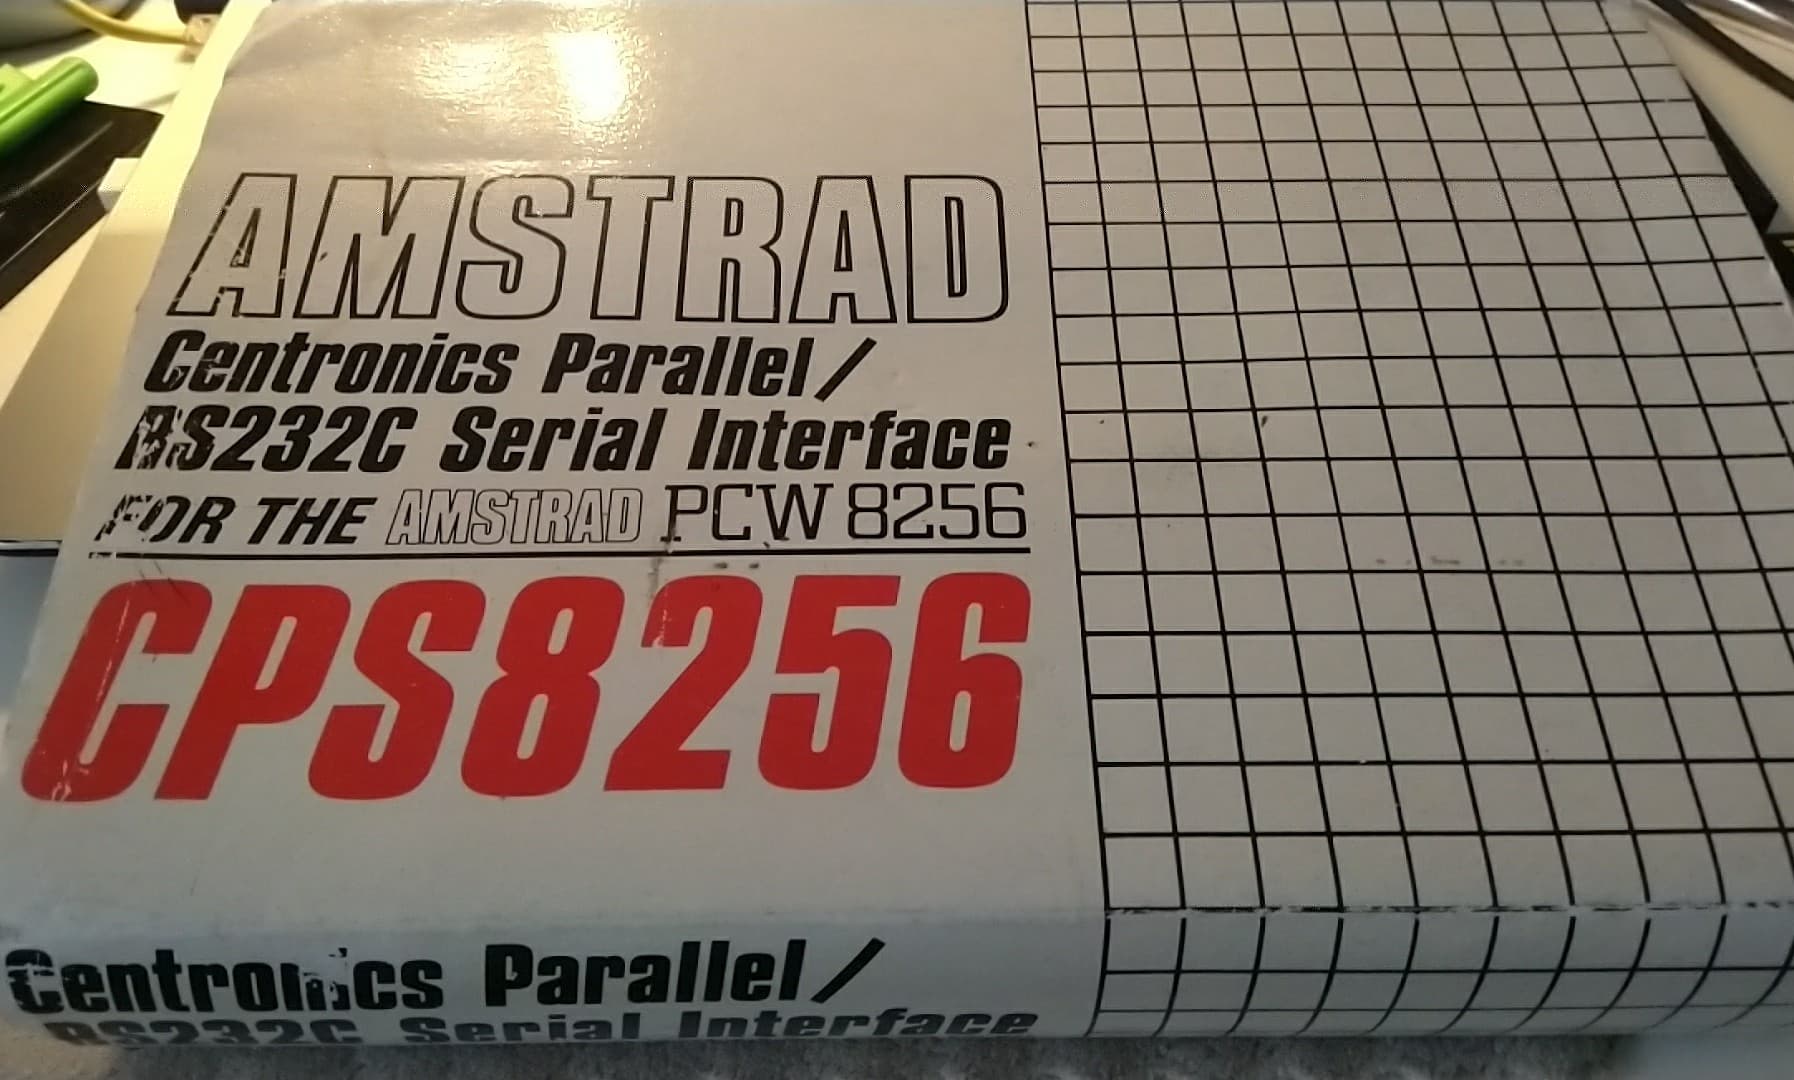 AMSTRAD
Centronics Parallel/
RS232C Serial Interface
FOR THE AMSTRAD PCW 8256
CPS8256
Centronics Parallel/
RS232C Serial Interface